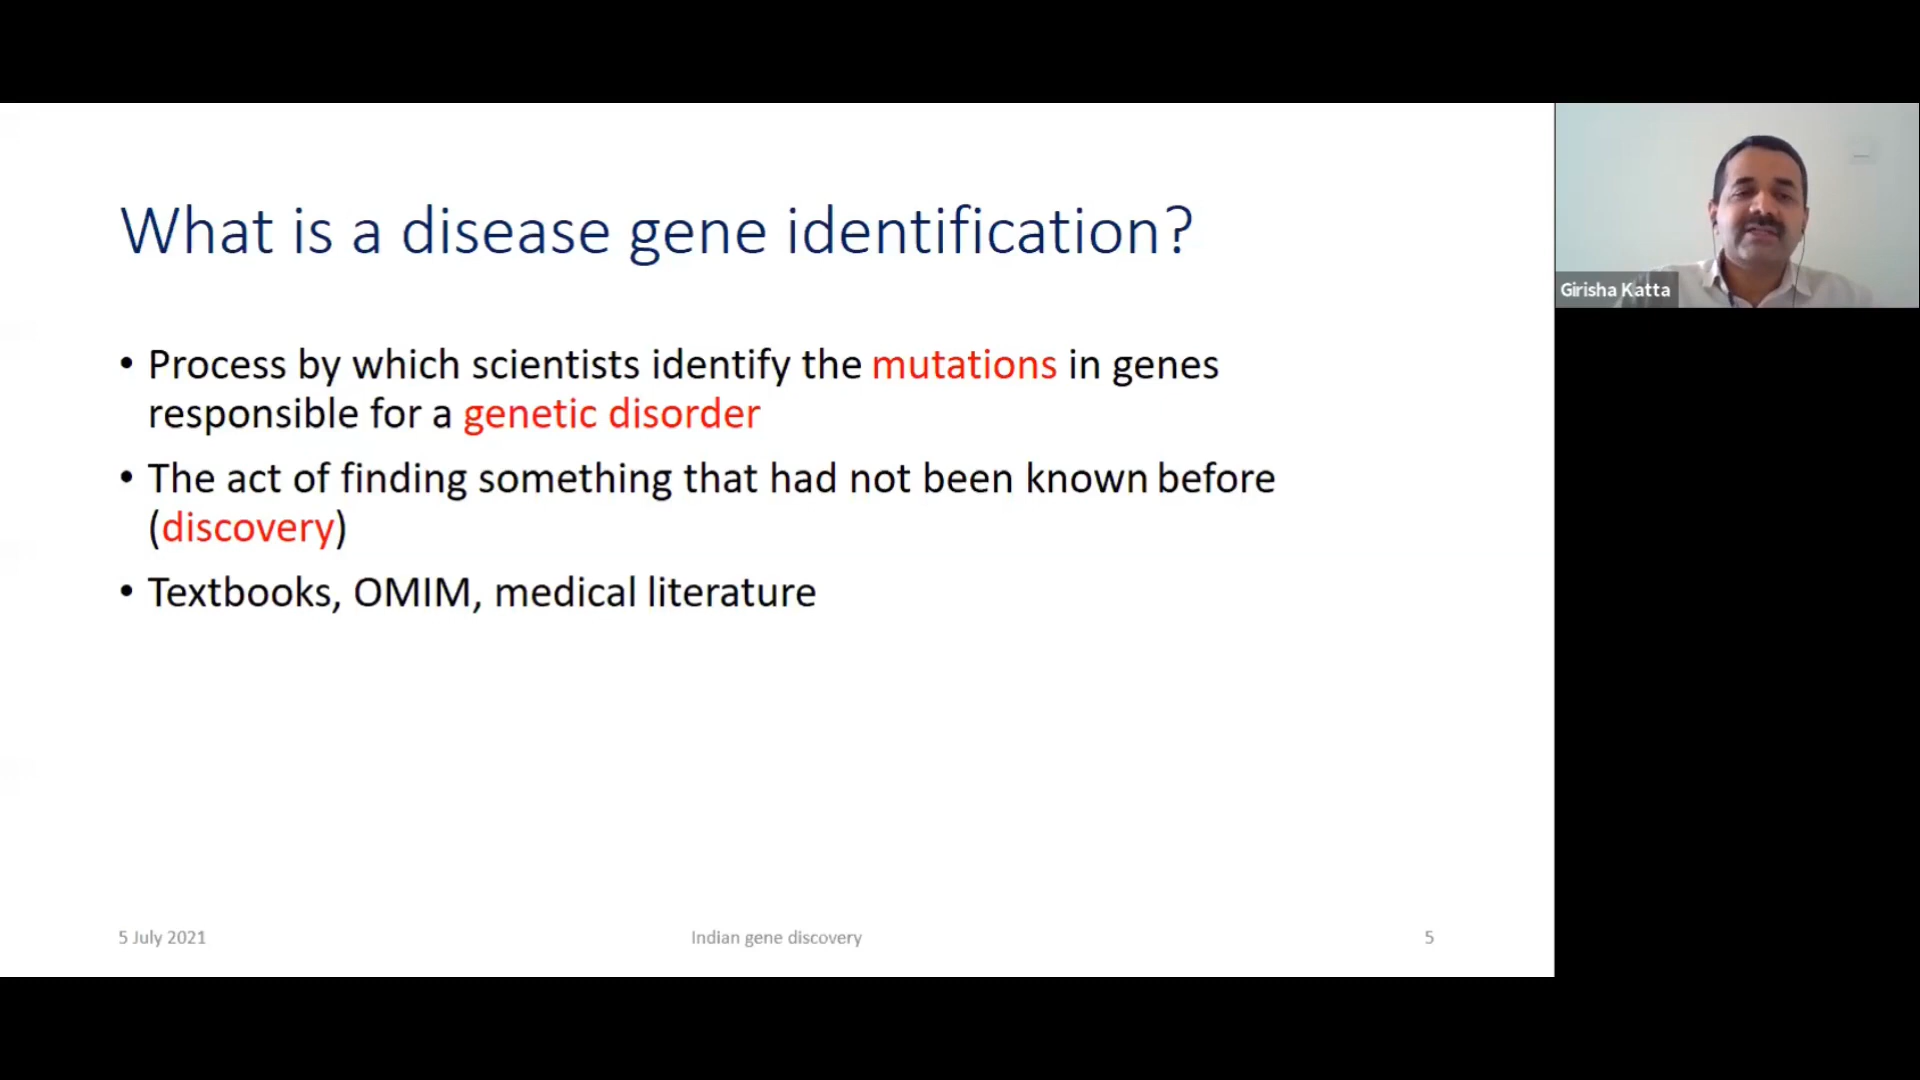 What is a disease gene identification?
• Process by which scientists identify the mutations in genes
responsible for a genetic disorder
• The act of finding something that had not been known before
(discovery)
• Textbooks, OMIM, medical literature
5 July 2021
Indian gene discovery
5
Girisha Katta